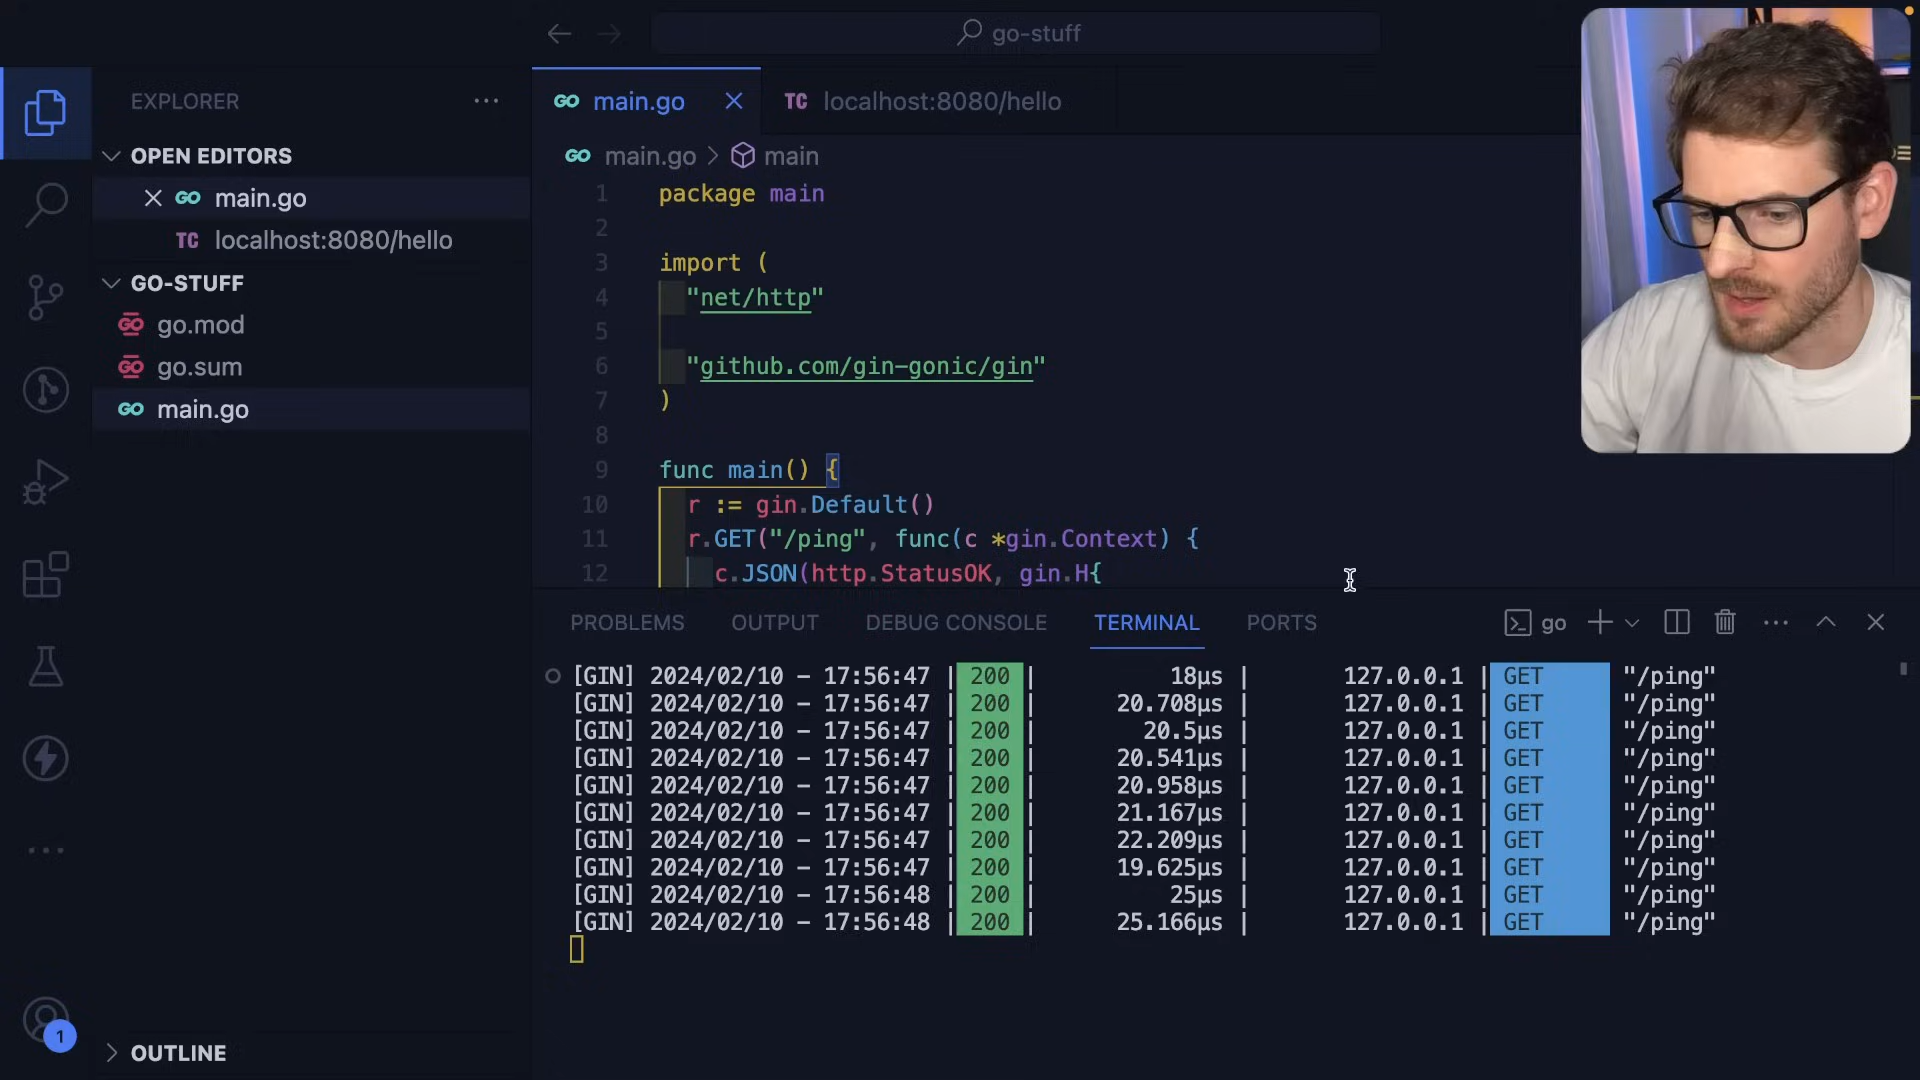 go-stuff
EXPLORER
OPEN EDITORS
GO main.go
TC localhost:8080/hello
GO-STUFF
GO go.mod
GO go.sum
GO main.go
1
OUTLINE
GO main.go
TC localhost:8080/hello
GO main.go > main
1 package main
2
3 import (
4 "net/http"
5
6 "github.com/gin-gonic/gin"
7 )
8
9 func main() {
10 r := gin.Default()
11 r.GET("/ping", func(c *gin.Context) {
12 c.JSON(http.StatusOK, gin.H{
PROBLEMS OUTPUT DEBUG CONSOLE TERMINAL PORTS go
[GIN] 2024/02/10 - 17:56:47 | 200 | 18µs | 127.0.0.1 | GET "/ping"
[GIN] 2024/02/10 - 17:56:47 | 200 | 20.708µs | 127.0.0.1 | GET "/ping"
[GIN] 2024/02/10 - 17:56:47 | 200 | 20.5µs | 127.0.0.1 | GET "/ping"
[GIN] 2024/02/10 - 17:56:47 | 200 | 20.541µs | 127.0.0.1 | GET "/ping"
[GIN] 2024/02/10 - 17:56:47 | 200 | 20.958µs | 127.0.0.1 | GET "/ping"
[GIN] 2024/02/10 - 17:56:47 | 200 | 21.167µs | 127.0.0.1 | GET "/ping"
[GIN] 2024/02/10 - 17:56:47 | 200 | 22.209µs | 127.0.0.1 | GET "/ping"
[GIN] 2024/02/10 - 17:56:47 | 200 | 19.625µs | 127.0.0.1 | GET "/ping"
[GIN] 2024/02/10 - 17:56:48 | 200 | 25µs | 127.0.0.1 | GET "/ping"
[GIN] 2024/02/10 - 17:56:48 | 200 | 25.166µs | 127.0.0.1 | GET "/ping"